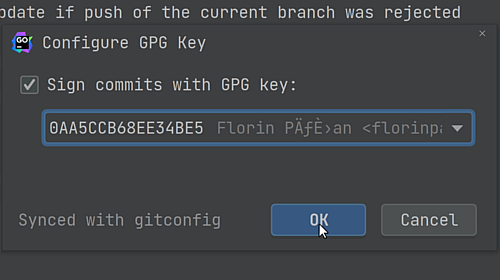 pdate if push of the current branch was rejected
GO
Configure GPG Key
Sign commits with GPG key:
0AA5CCB68EE34BE5 Florin PÄƒÈ›an <florinpa
Synced with gitconfig
OK
Cancel